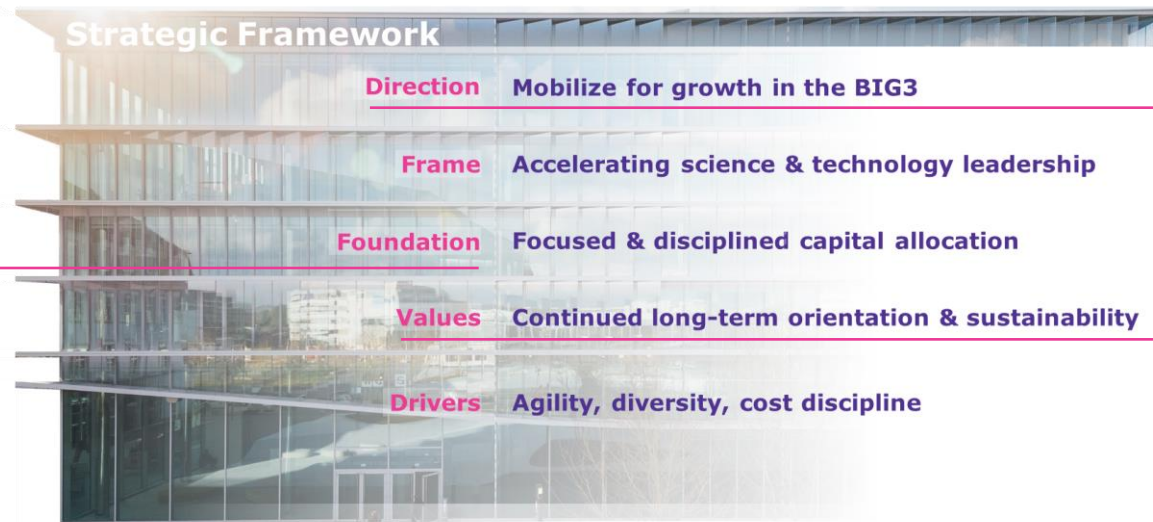 Strategic Framework
Direction Mobilize for growth in the BIG3
Frame Accelerating science & technology leadership
Foundation Focused & disciplined capital allocation
Values Continued long-term orientation & sustainability
Drivers Agility, diversity, cost discipline